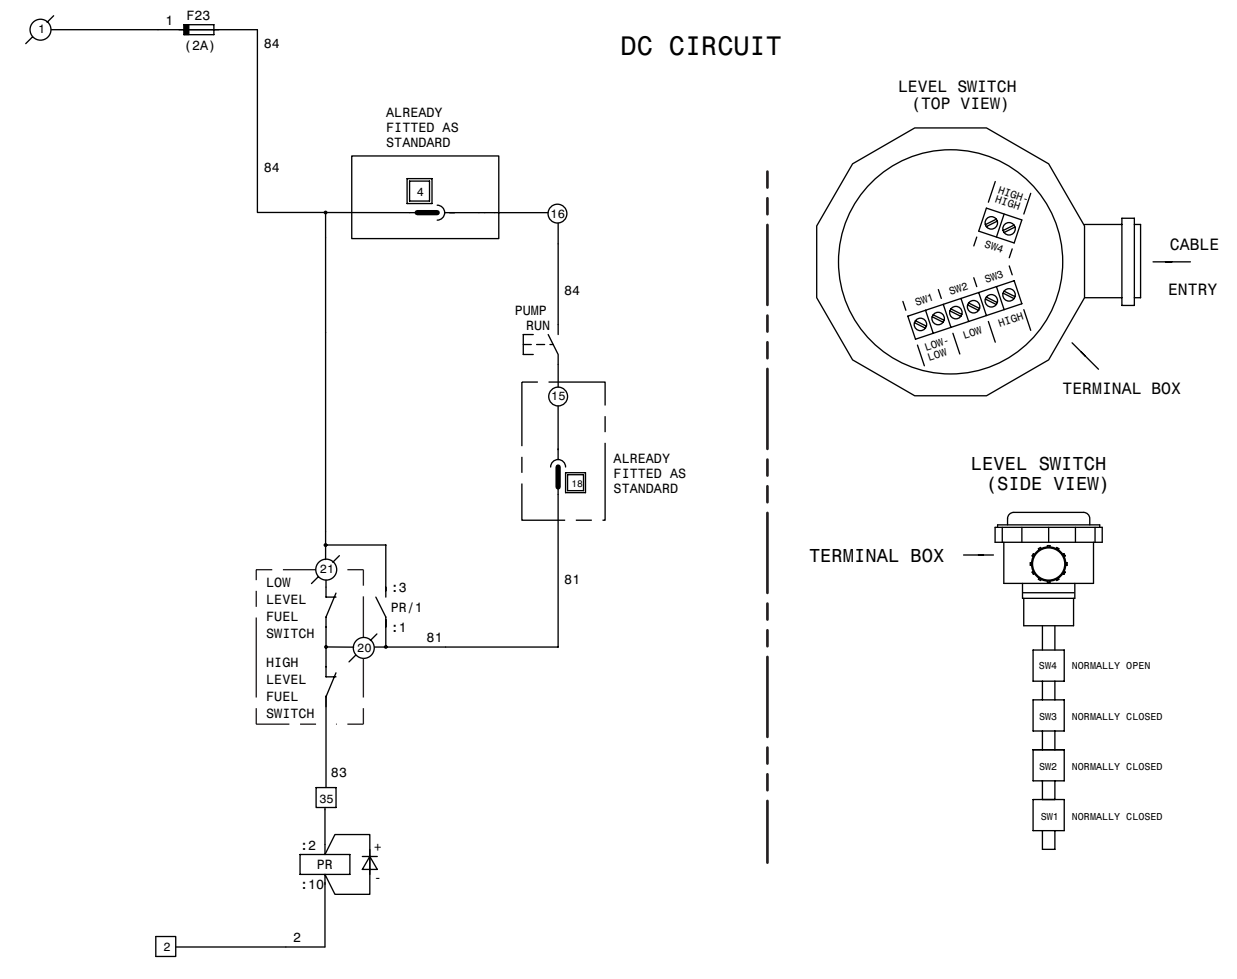 1
1
F23
(2A)
84
DC CIRCUIT
84
ALREADY
FITTED AS
STANDARD
4
16
84
PUMP
RUN
15
ALREADY
FITTED AS
STANDARD
18
81
21
LOW
LEVEL
FUEL
SWITCH
:3
PR/1
:1
20
81
HIGH
LEVEL
FUEL
SWITCH
83
35
:2
PR
:10
+
-
2
2
LEVEL SWITCH
(TOP VIEW)
HIGH-
HIGH
SW4
SW1
SW2
SW3
LOW-
LOW
LOW
HIGH
CABLE
ENTRY
TERMINAL BOX
LEVEL SWITCH
(SIDE VIEW)
TERMINAL BOX
SW4 NORMALLY OPEN
SW3 NORMALLY CLOSED
SW2 NORMALLY CLOSED
SW1 NORMALLY CLOSED